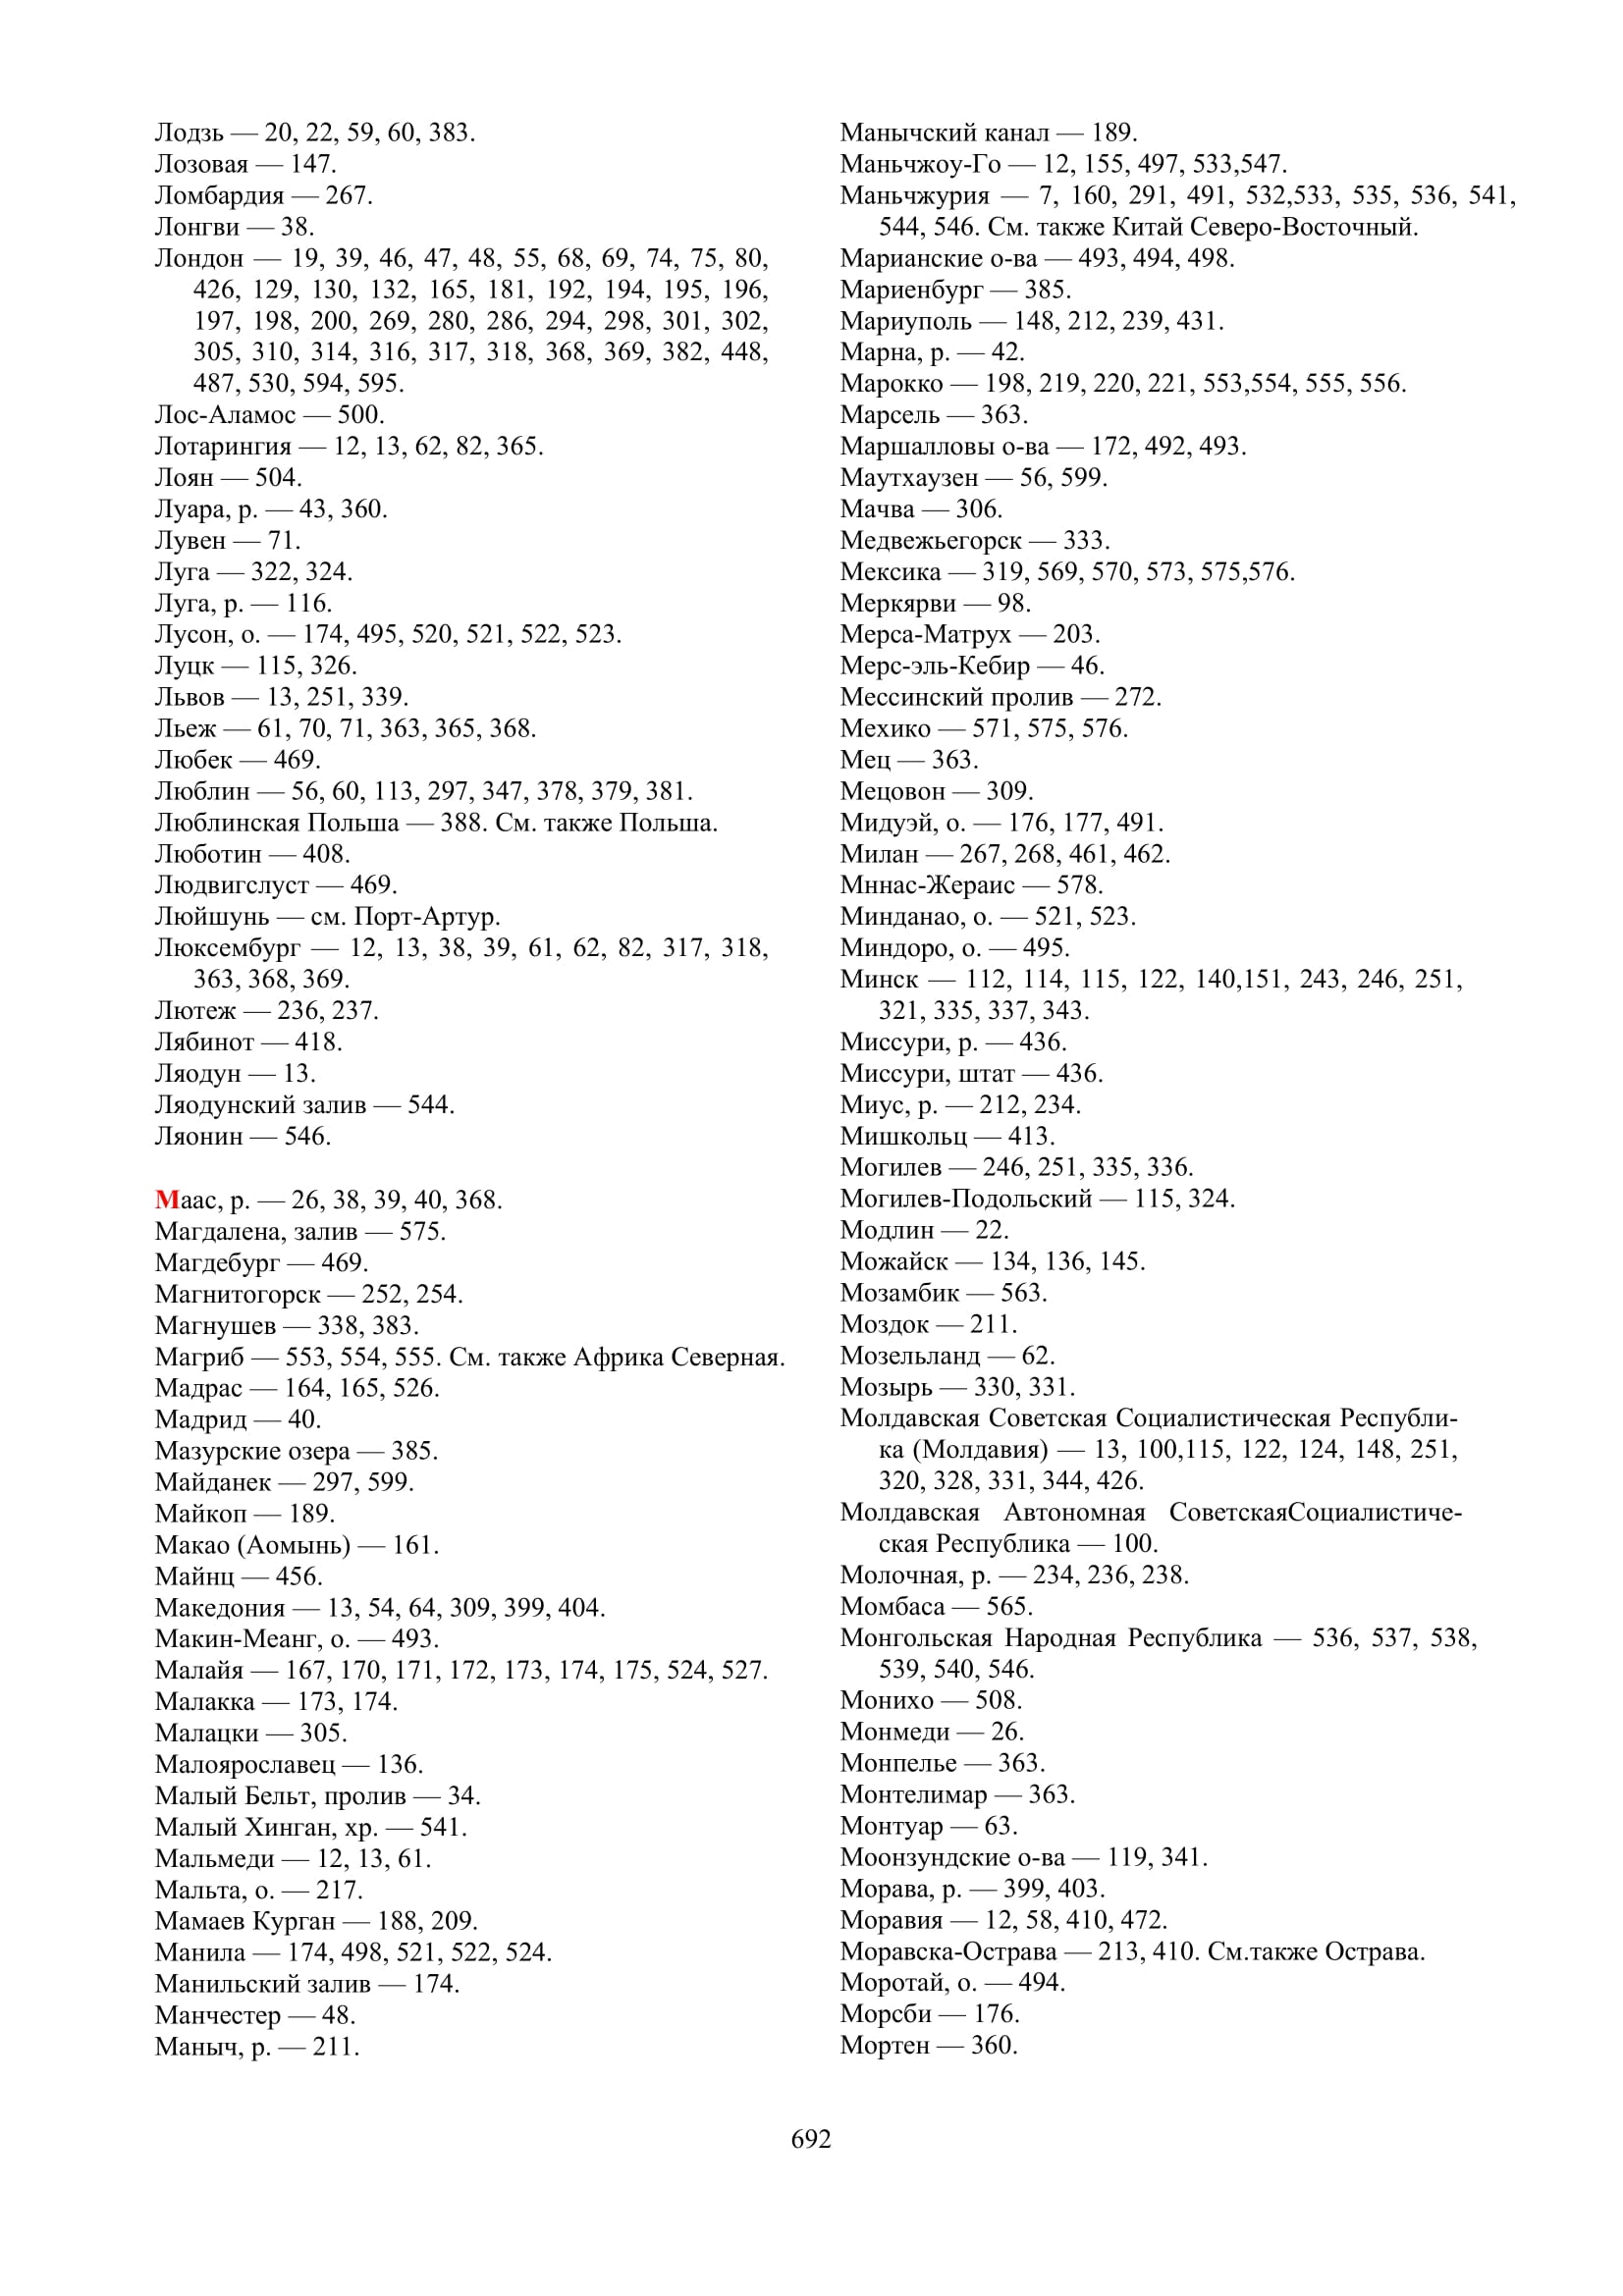 Лодзь — 20, 22, 59, 60, 383.
Лозовая — 147.
Ломбардия — 267.
Лонгви — 38.
Лондон — 19, 39, 46, 47, 48, 55, 68, 69, 74, 75, 80,
426, 129, 130, 132, 165, 181, 192, 194, 195, 196,
197, 198, 200, 269, 280, 286, 294, 298, 301, 302,
305, 310, 314, 316, 317, 318, 368, 369, 382, 448,
487, 530, 594, 595.
Лос-Аламос — 500.
Лотарингия — 12, 13, 62, 82, 365.
Лоян — 504.
Луара, р. — 43, 360.
Лувен — 71.
Луга — 322, 324.
Луга, р. — 116.
Лусон, о. — 174, 495, 520, 521, 522, 523.
Луцк — 115, 326.
Львов — 13, 251, 339.
Льеж — 61, 70, 71, 363, 365, 368.
Любек — 469.
Люблин — 56, 60, 113, 297, 347, 378, 379, 381.
Люблинская Польша — 388. См. также Польша.
Люботин — 408.
Людвигслуст — 469.
Люйшунь — см. Порт-Артур.
Люксембург — 12, 13, 38, 39, 61, 62, 82, 317, 318,
363, 368, 369.
Лютеж — 236, 237.
Лябинот — 418.
Ляодун — 13.
Ляодунский залив — 544.
Ляонин — 546.
Маас, р. — 26, 38, 39, 40, 368.
Магдалена, залив — 575.
Магдебург — 469.
Магнитогорск — 252, 254.
Магнушев — 338, 383.
Магриб — 553, 554, 555. См. также Африка Северная.
Мадрас — 164, 165, 526.
Мадрид — 40.
Мазурские озера — 385.
Майданек — 297, 599.
Майкоп — 189.
Макао (Аомынь) — 161.
Майнц — 456.
Македония — 13, 54, 64, 309, 399, 404.
Макин-Меанг, о. — 493.
Малайя — 167, 170, 171, 172, 173, 174, 175, 524, 527.
Малакка — 173, 174.
Малацки — 305.
Малоярославец — 136.
Малый Бельт, пролив — 34.
Малый Хинган, хр. — 541.
Мальмеди — 12, 13, 61.
Мальта, о. — 217.
Мамаев Курган — 188, 209.
Манила — 174, 498, 521, 522, 524.
Манильский залив — 174.
Манчестер — 48.
Маныч, р. — 211.
Манычский канал — 189.
Маньчжоу-Го — 12, 155, 497, 533,547.
Маньчжурия — 7, 160, 291, 491, 532,533, 535, 536, 541,
544, 546. См. также Китай Северо-Восточный.
Марианские о-ва — 493, 494, 498.
Мариенбург — 385.
Мариуполь — 148, 212, 239, 431.
Марна, р. — 42.
Марокко — 198, 219, 220, 221, 553,554, 555, 556.
Марсель — 363.
Маршалловы о-ва — 172, 492, 493.
Маутхаузен — 56, 599.
Мачва — 306.
Медвежьегорск — 333.
Мексика — 319, 569, 570, 573, 575,576.
Меркярви — 98.
Мерса-Матрух — 203.
Мерс-эль-Кебир — 46.
Мессинский пролив — 272.
Мехико — 571, 575, 576.
Мец — 363.
Мецовон — 309.
Мидуэй, о. — 176, 177, 491.
Милан — 267, 268, 461, 462.
Мннас-Жераис — 578.
Минданао, о. — 521, 523.
Миндоро, о. — 495.
Минск — 112, 114, 115, 122, 140,151, 243, 246, 251,
321, 335, 337, 343.
Миссури, р. — 436.
Миссури, штат — 436.
Миус, р. — 212, 234.
Мишкольц — 413.
Могилев — 246, 251, 335, 336.
Могилев-Подольский — 115, 324.
Модлин — 22.
Можайск — 134, 136, 145.
Мозамбик — 563.
Моздок — 211.
Мозельланд — 62.
Мозырь — 330, 331.
Молдавская Советская Социалистическая Республи-
ка (Молдавия) — 13, 100,115, 122, 124, 148, 251,
320, 328, 331, 344, 426.
Молдавская Автономная СоветскаяСоциалистиче-
ская Республика — 100.
Молочная, р. — 234, 236, 238.
Момбаса — 565.
Монгольская Народная Республика — 536, 537, 538,
539, 540, 546.
Монихо — 508.
Монмеди — 26.
Монпелье — 363.
Монтелимар — 363.
Монтуар — 63.
Моонзундские о-ва — 119, 341.
Морава, р. — 399, 403.
Моравия — 12, 58, 410, 472.
Моравска-Острава — 213, 410. См.также Острава.
Моротай, о. — 494.
Морсби — 176.
Мортен — 360.
692